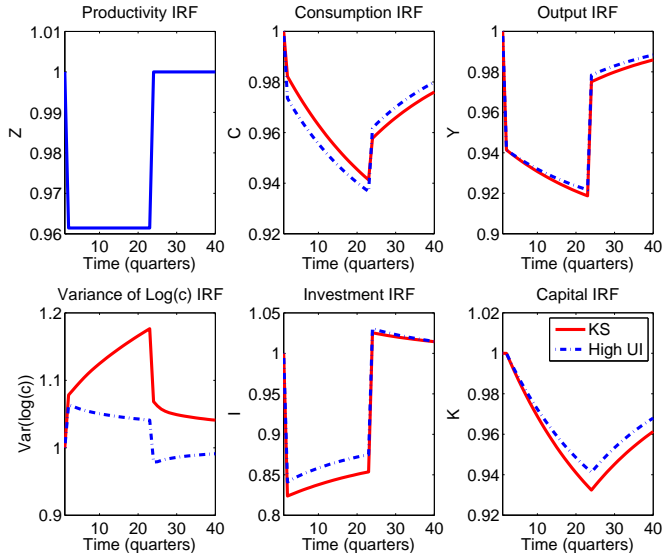 Productivity IRF
1.01
1
0.99
0.98
0.97
0.96
Z
10 20 30 40
Time (quarters)
Consumption IRF
1
0.98
0.96
0.94
0.92
C
10 20 30 40
Time (quarters)
Output IRF
1
0.98
0.96
0.94
0.92
0.9
Y
10 20 30 40
Time (quarters)
Variance of Log(c) IRF
1.2
1.1
1
0.9
Var(log(c))
10 20 30 40
Time (quarters)
Investment IRF
1.05
1
0.95
0.9
0.85
0.8
I
10 20 30 40
Time (quarters)
Capital IRF
1.02
1
0.98
0.96
0.94
0.92
K
KS
High UI
10 20 30 40
Time (quarters)